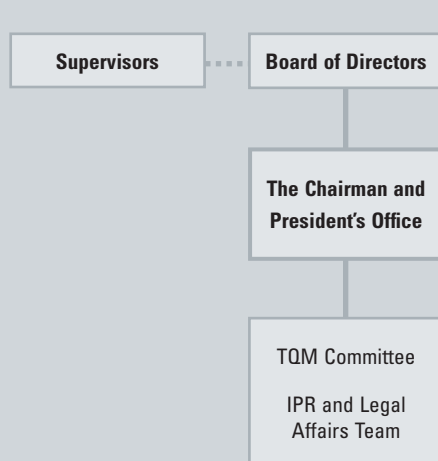 Supervisors
Board of Directors
The Chairman and
President's Office
TQM Committee
IPR and Legal
Affairs Team